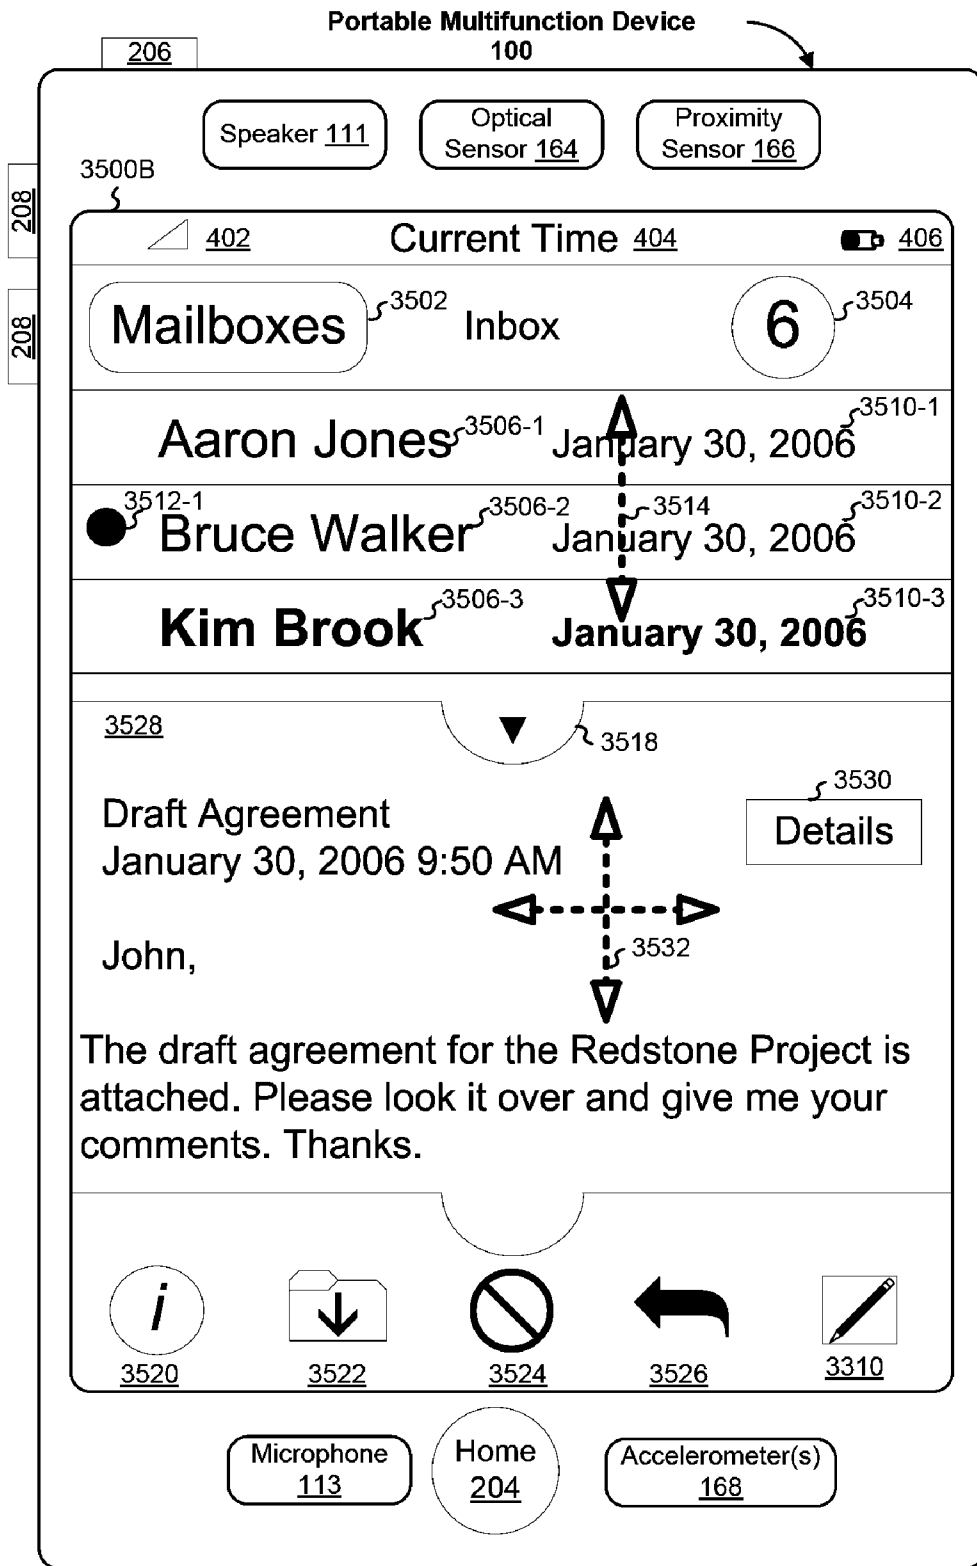 Portable Multifunction Device
100
206
Speaker 111
Optical
Sensor 164
Proximity
Sensor 166
3500B
208
402
Current Time 404
406
Mailboxes
3502
Inbox
6
3504
208
Aaron Jones
3506-1
January 30, 2006
3510-1
3512-1
Bruce Walker
3506-2
January 30, 2006
3514
3510-2
Kim Brook
3506-3
January 30, 2006
3510-3
3528
3518
Draft Agreement
January 30, 2006 9:50 AM
3530
Details
John,
3532
The draft agreement for the Redstone Project is
attached. Please look it over and give me your
comments. Thanks.
i
3520
3522
3524
3526
3310
Microphone
113
Home
204
Accelerometer(s)
168